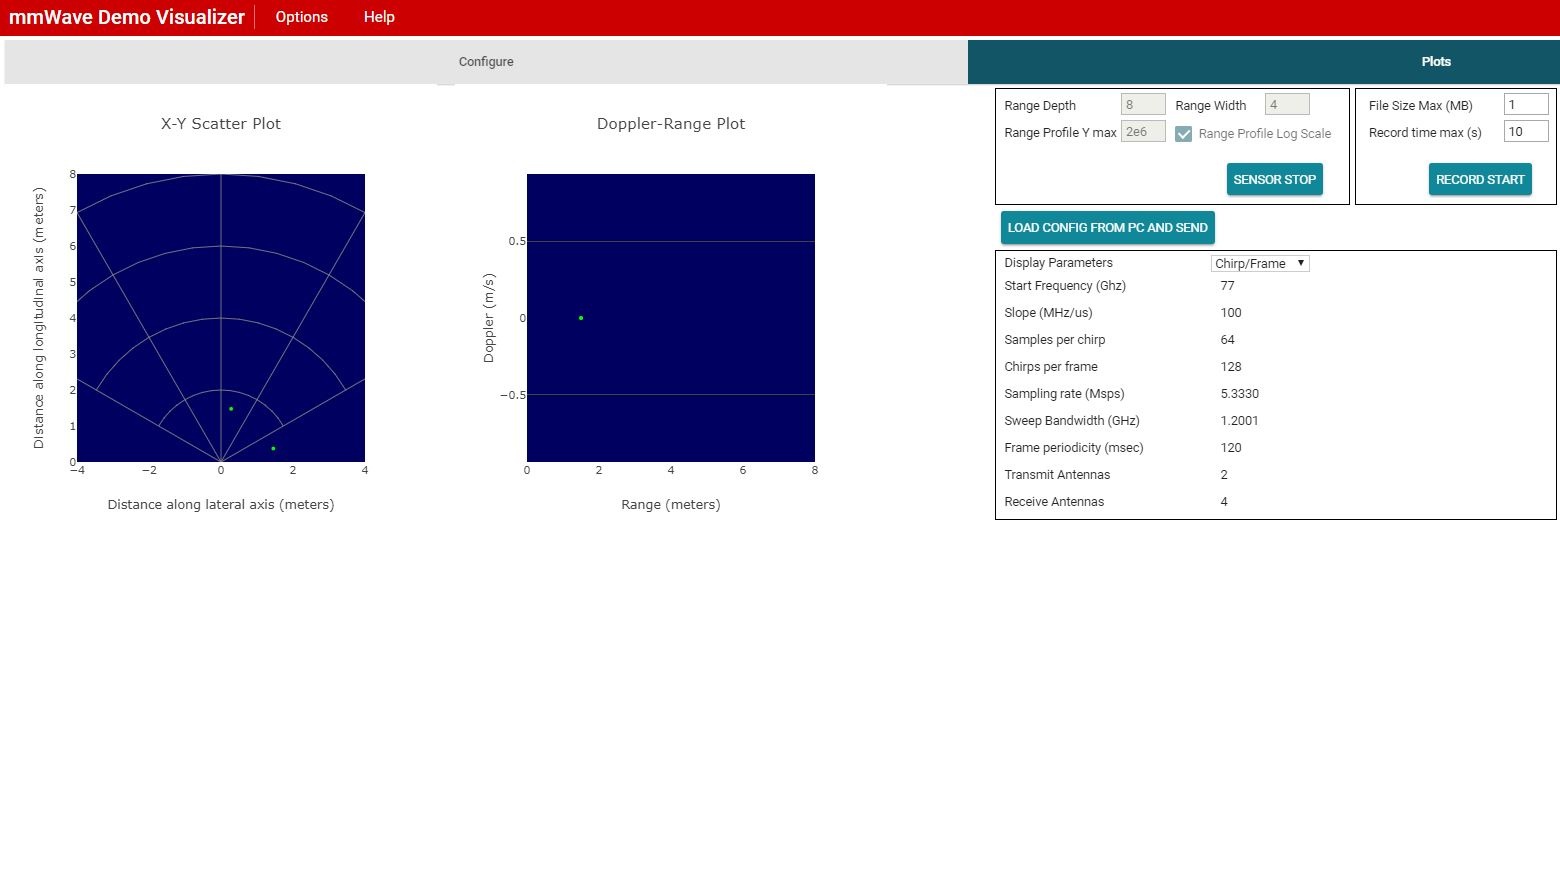 mmWave Demo Visualizer Options Help
Configure Plots
X-Y Scatter Plot
Distance along longitudinal axis (meters)
8
7
6
5
4
3
2
1
0
−4 −2 0 2 4
Distance along lateral axis (meters)
Doppler-Range Plot
Doppler (m/s)
0.5
0
−0.5
0 2 4 6 8
Range (meters)
Range Depth 8 Range Width 4
Range Profile Y max 2e6 Range Profile Log Scale
SENSOR STOP
File Size Max (MB) 1
Record time max (s) 10
RECORD START
LOAD CONFIG FROM PC AND SEND
Display Parameters Chirp/Frame
Start Frequency (Ghz) 77
Slope (MHz/us) 100
Samples per chirp 64
Chirps per frame 128
Sampling rate (Msps) 5.3330
Sweep Bandwidth (GHz) 1.2001
Frame periodicity (msec) 120
Transmit Antennas 2
Receive Antennas 4